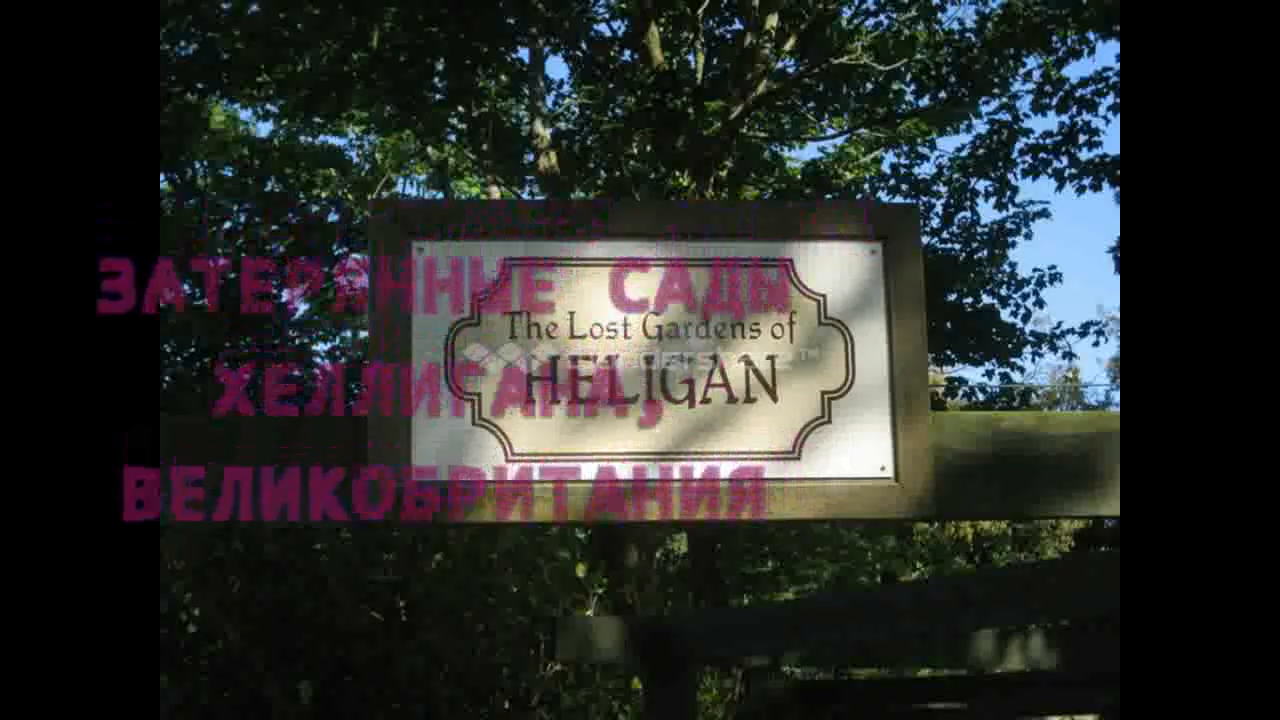 ЗАТЕРЯННЫЕ САДЫ
The Lost Gardens of
HELIGAN
ХЕЛЛИГАНА,
ВЕЛИКОБРИТАНИЯ